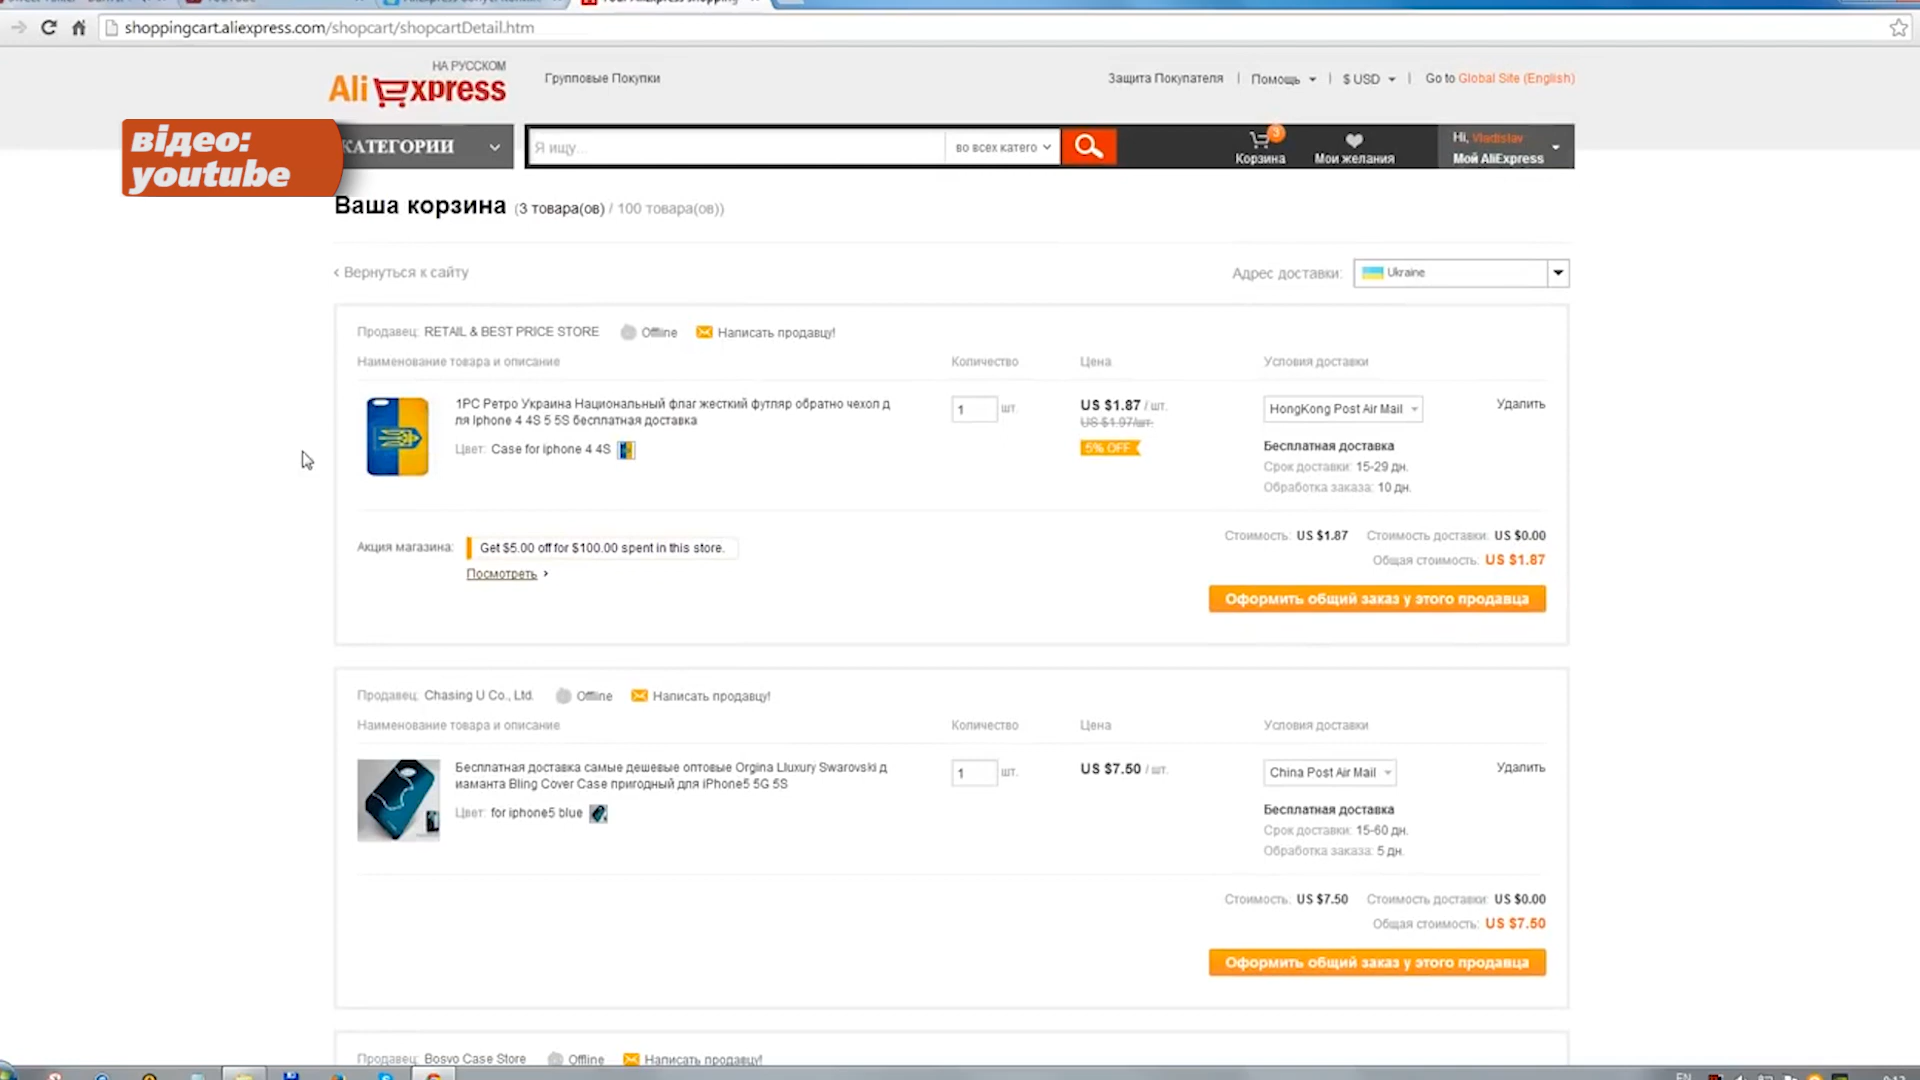 shoppingcart.aliexpress.com/shopcart/shopcartDetail.htm
НА РУССКОМ
AliExpress
Групповые Покупки
Защита Покупателя | Помощь | $ USD | Go to Global Site (English)
відео:
youtube
КАТЕГОРИИ
Я ищу...
во всех катего
3
Корзина
Мои желания
Hi, Vladislav
Мой AliExpress
Ваша корзина (3 товара(ов) / 100 товара(ов))
‹ Вернуться к сайту
Адрес доставки: Ukraine
Продавец: RETAIL & BEST PRICE STORE Offline Написать продавцу!
Наименование товара и описание Количество Цена Условия доставки
1PC Ретро Украина Национальный флаг жесткий футляр обратно чехол д
ля Iphone 4 4S 5 5S бесплатная доставка
Цвет: Case for iphone 4 4S
1 шт.
US $1.87 / шт.
US $1.97/шт.
5% OFF
HongKong Post Air Mail
Удалить
Бесплатная доставка
Срок доставки: 15-29 дн.
Обработка заказа: 10 дн.
Акция магазина: Get $5.00 off for $100.00 spent in this store.
Посмотреть ›
Стоимость: US $1.87 Стоимость доставки: US $0.00
Общая стоимость: US $1.87
Оформить общий заказ у этого продавца
Продавец: Chasing U Co., Ltd. Offline Написать продавцу!
Наименование товара и описание Количество Цена Условия доставки
Бесплатная доставка самые дешевые оптовые Orgina Lluxury Swarovski д
иаманта Bling Cover Case пригодный для iPhone5 5G 5S
Цвет: for iphone5 blue
1 шт.
US $7.50 / шт.
China Post Air Mail
Удалить
Бесплатная доставка
Срок доставки: 15-60 дн.
Обработка заказа: 5 дн.
Стоимость: US $7.50 Стоимость доставки: US $0.00
Общая стоимость: US $7.50
Оформить общий заказ у этого продавца
Продавец: Bosvo Case Store Offline Написать продавцу!